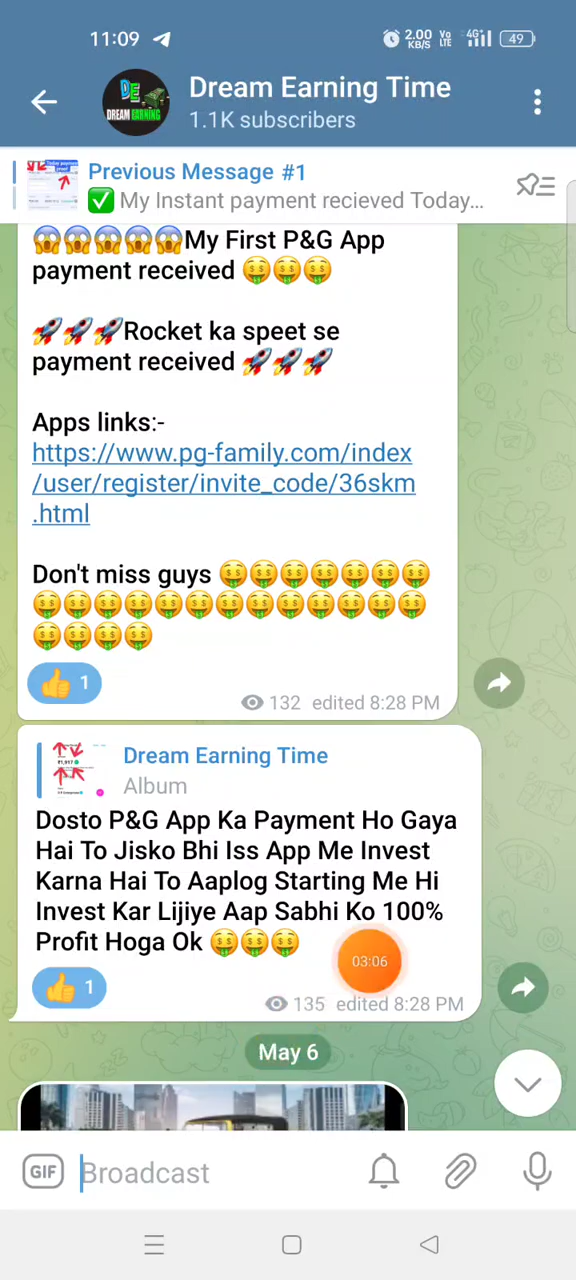 11:09
2.00 KB/S Vo LTE 4G 49
DE
DREAM EARNING
Dream Earning Time
1.1K subscribers
Previous Message #1
✅ My Instant payment recieved Today...
😱😱😱😱😱My First P&G App
payment received 🤑🤑🤑
🚀🚀🚀Rocket ka speet se
payment received 🚀🚀🚀
Apps links:-
https://www.pg-family.com/index
/user/register/invite_code/36skm
.html
Don't miss guys 🤑🤑🤑🤑🤑🤑🤑
🤑🤑🤑🤑🤑🤑🤑🤑🤑🤑🤑🤑🤑
🤑🤑🤑🤑
👍 1
132 edited 8:28 PM
Dream Earning Time
Album
Dosto P&G App Ka Payment Ho Gaya
Hai To Jisko Bhi Iss App Me Invest
Karna Hai To Aaplog Starting Me Hi
Invest Kar Lijiye Aap Sabhi Ko 100%
Profit Hoga Ok 🤑🤑🤑
03:06
👍 1
135 edited 8:28 PM
May 6
GIF
Broadcast